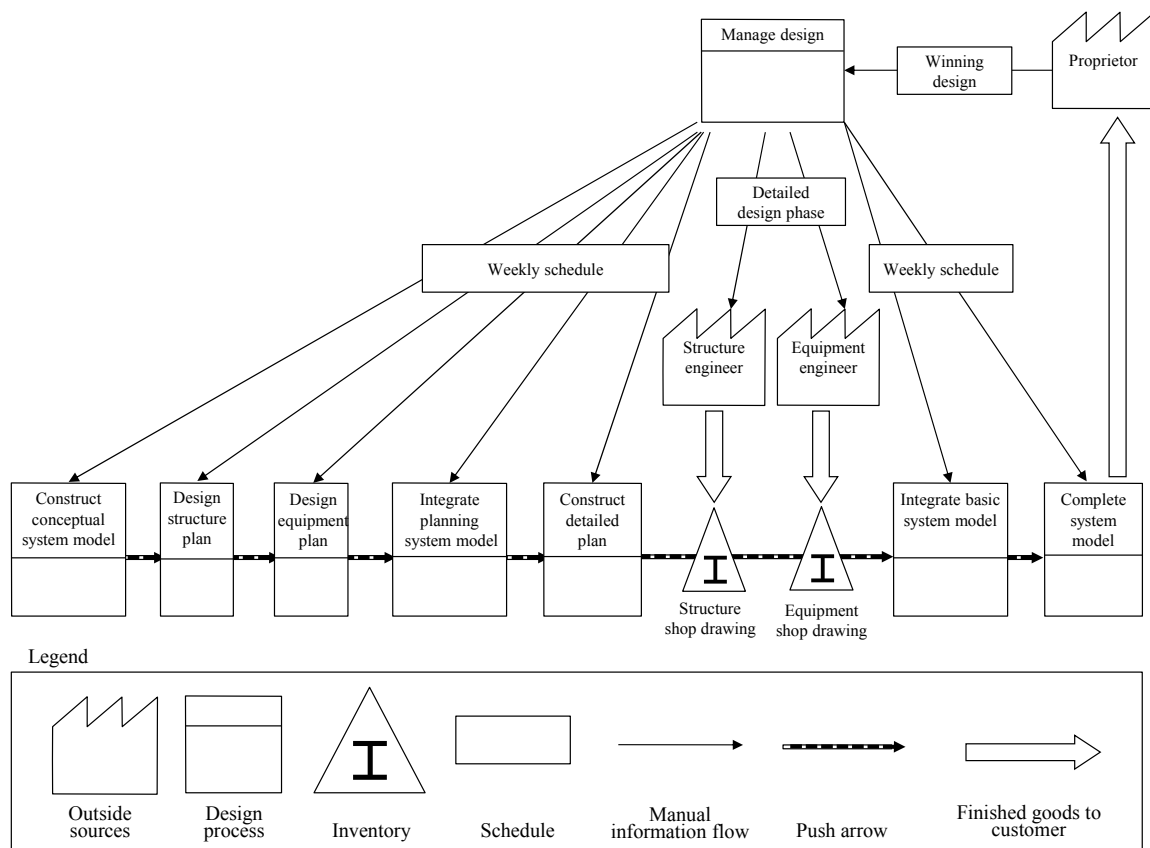 Manage design
Winning
design
Proprietor
Detailed
design phase
Weekly schedule
Weekly schedule
Structure
engineer
Equipment
engineer
Construct
conceptual
system model
Design
structure
plan
Design
equipment
plan
Integrate
planning
system model
Construct
detailed
plan
Integrate basic
system model
Complete
system
model
Structure
shop drawing
Equipment
shop drawing
Legend
Outside
sources
Design
process
Inventory
Schedule
Manual
information flow
Push arrow
Finished goods to
customer